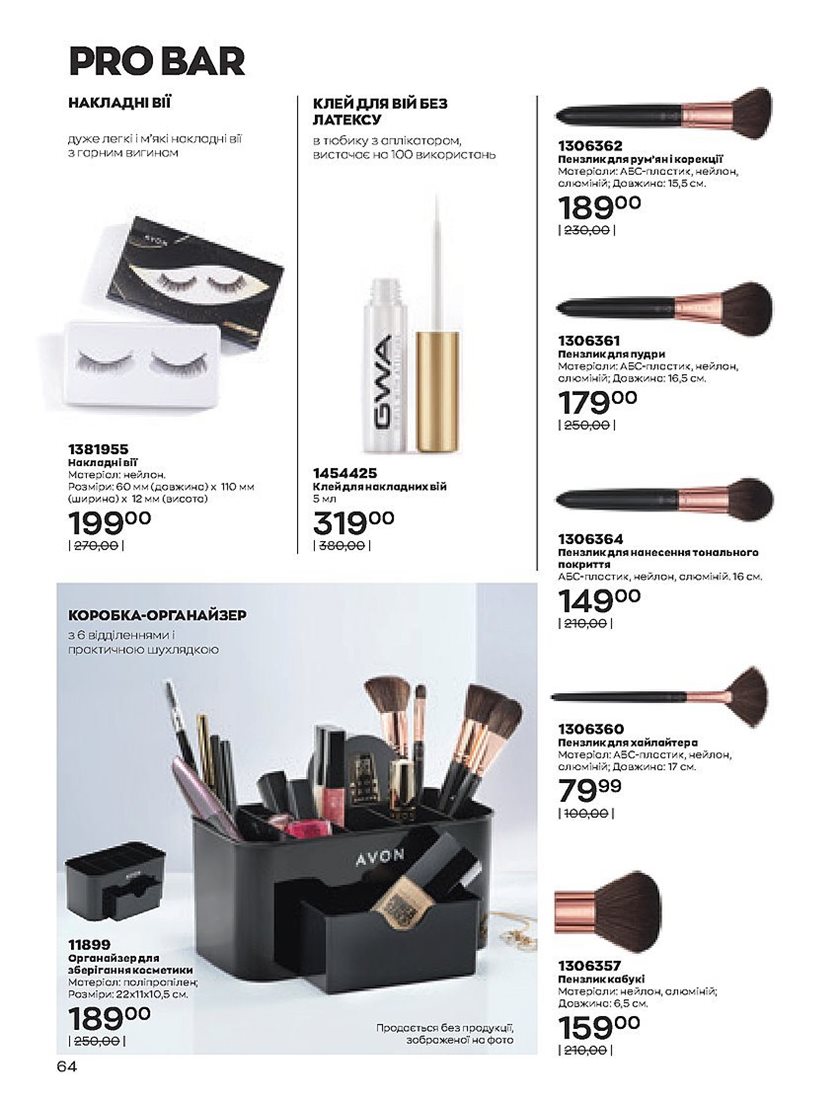 PRO BAR
НАКЛАДНІ ВІЇ
дуже легкі і м'які накладні вії
з гарним вигином
AVON
1381955
Накладні вії
Матеріал: нейлон.
Розміри: 60 мм (довжина) х 110 мм
(ширина) х 12 мм (висота)
199⁰⁰
| 270,00 |
КЛЕЙ ДЛЯ ВІЙ БЕЗ
ЛАТЕКСУ
в тюбику з аплікатором,
вистачає на 100 використань
GWA
1454425
Клей для накладних вій
5 мл
319⁰⁰
| 380,00 |
1306362
Пензлик для рум'ян і корекції
Матеріали: АБС-пластик, нейлон,
алюміній; Довжина: 15,5 см.
189⁰⁰
| 230,00 |
1306361
Пензлик для пудри
Матеріали: АБС-пластик, нейлон,
алюміній; Довжина: 16,5 см.
179⁰⁰
| 250,00 |
1306364
Пензлик для нанесення тонального
покриття
АБС-пластик, нейлон, алюміній. 16 см.
149⁰⁰
| 210,00 |
1306360
Пензлик для хайлайтера
Матеріал: АБС-пластик, нейлон,
алюміній; Довжина: 17 см.
79⁹⁹
| 100,00 |
1306357
Пензлик кабукі
Матеріали: нейлон, алюміній;
Довжина: 6,5 см.
159⁰⁰
| 210,00 |
КОРОБКА-ОРГАНАЙЗЕР
з 6 відділеннями і
практичною шухлядкою
AVON
11899
Органайзер для
зберігання косметики
Матеріал: поліпропілен;
Розміри: 22х11х10,5 см.
189⁰⁰
| 250,00 |
Продається без продукції,
зображеної на фото
64